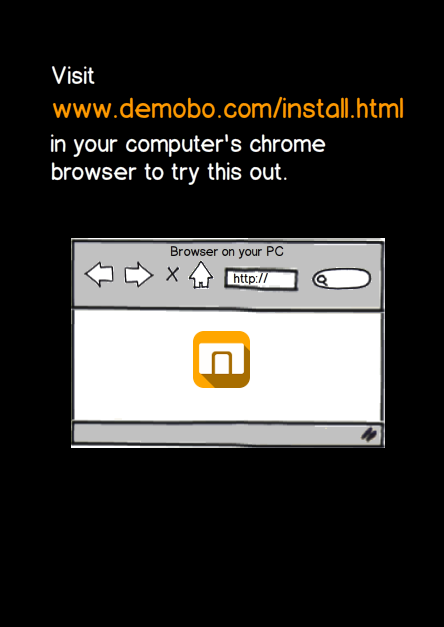 Visit
www.demobo.com/install.html
in your computer's chrome
browser to try this out.
Browser on your PC
http://